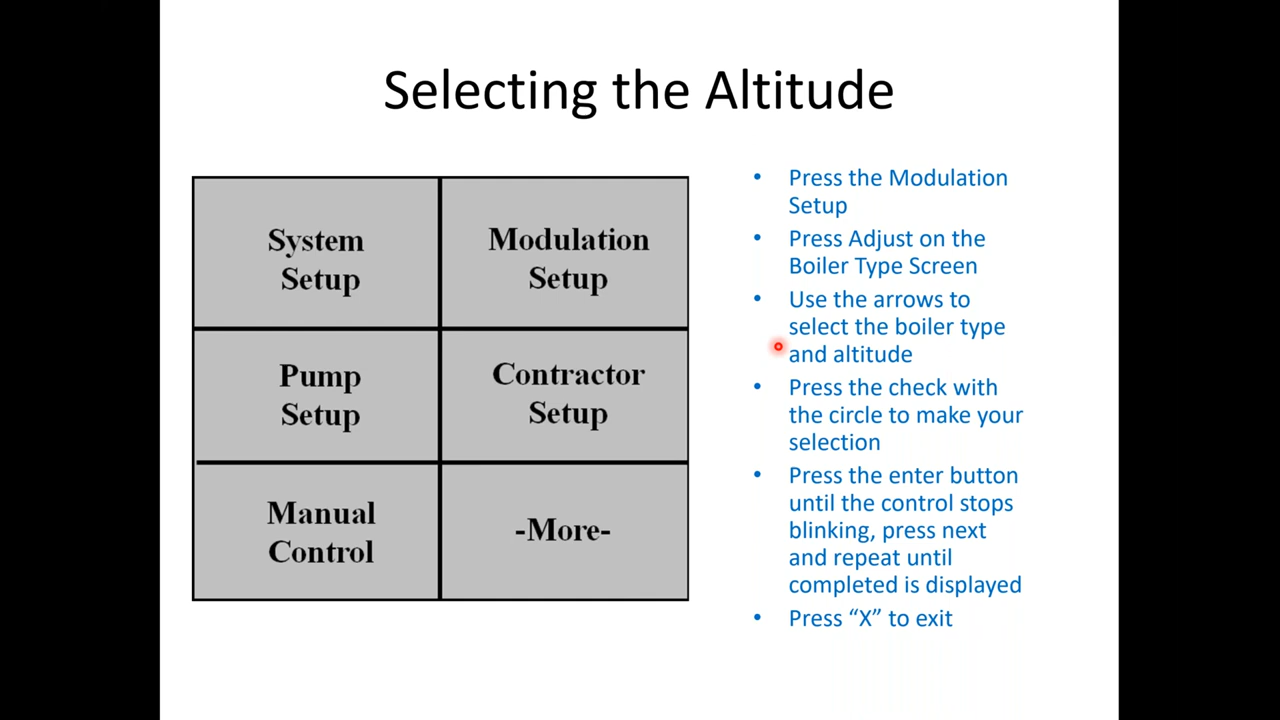 Selecting the Altitude
System
Setup
Modulation
Setup
Pump
Setup
Contractor
Setup
Manual
Control
-More-
• Press the Modulation
Setup
• Press Adjust on the
Boiler Type Screen
• Use the arrows to
select the boiler type
and altitude
• Press the check with
the circle to make your
selection
• Press the enter button
until the control stops
blinking, press next
and repeat until
completed is displayed
• Press “X” to exit